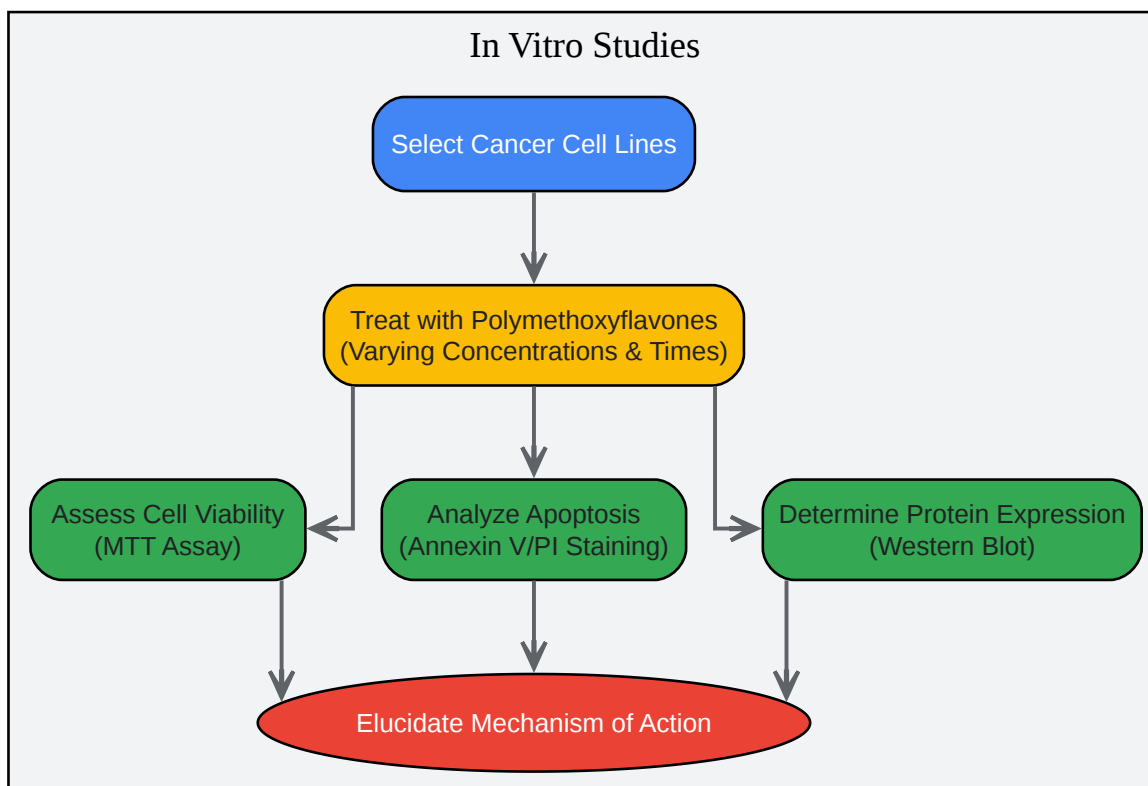 In Vitro Studies
Select Cancer Cell Lines
Treat with Polymethoxyflavones
(Varying Concentrations & Times)
Assess Cell Viability
(MTT Assay)
Analyze Apoptosis
(Annexin V/PI Staining)
Determine Protein Expression
(Western Blot)
Elucidate Mechanism of Action